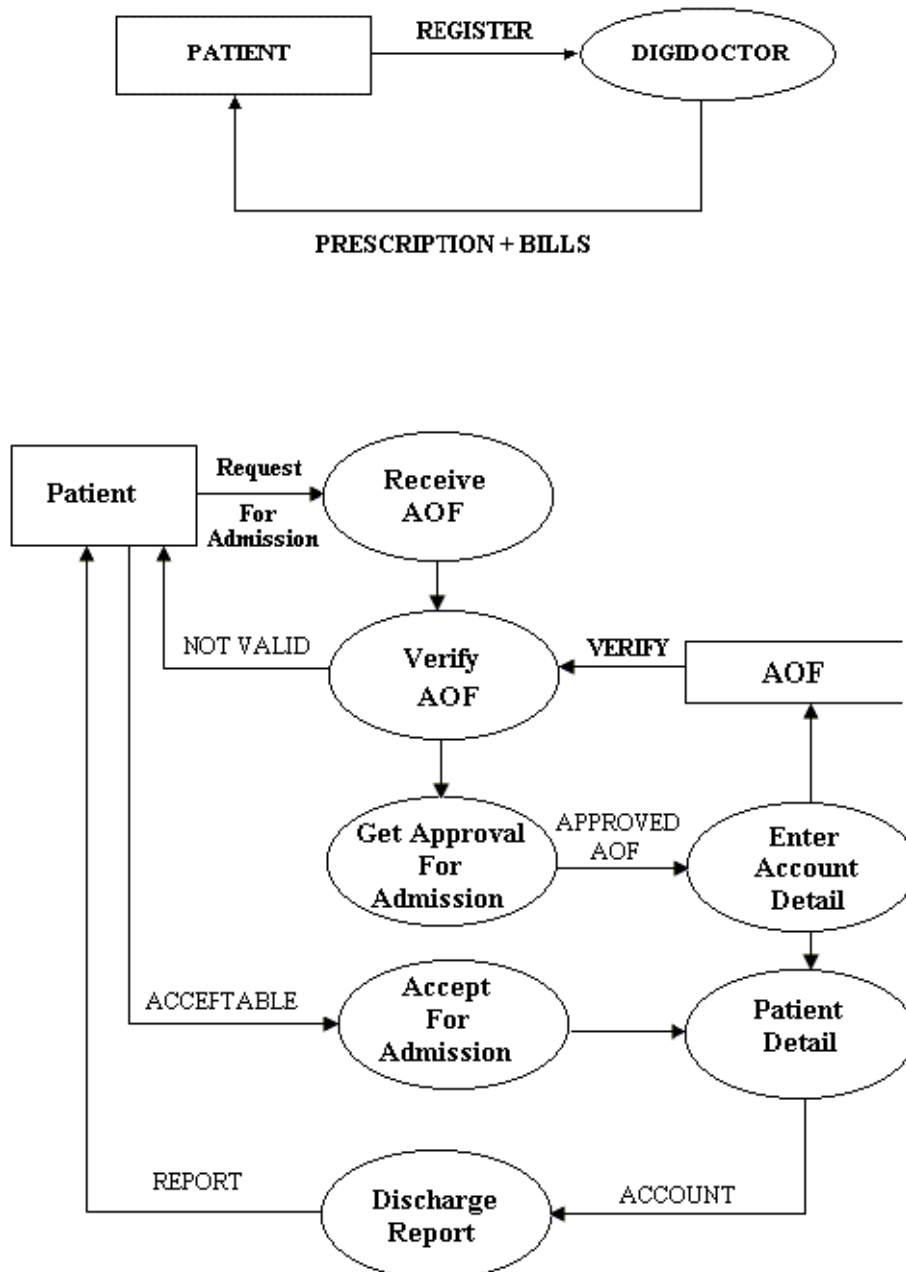 REGISTER
PATIENT
DIGIDOCTOR
PRESCRIPTION + BILLS
Patient
Request
For
Admission
Receive
AOF
NOT VALID
Verify
AOF
VERIFY
AOF
Get Approval
For
Admission
APPROVED
AOF
Enter
Account
Detail
ACCEFTABLE
Accept
For
Admission
Patient
Detail
REPORT
Discharge
Report
ACCOUNT